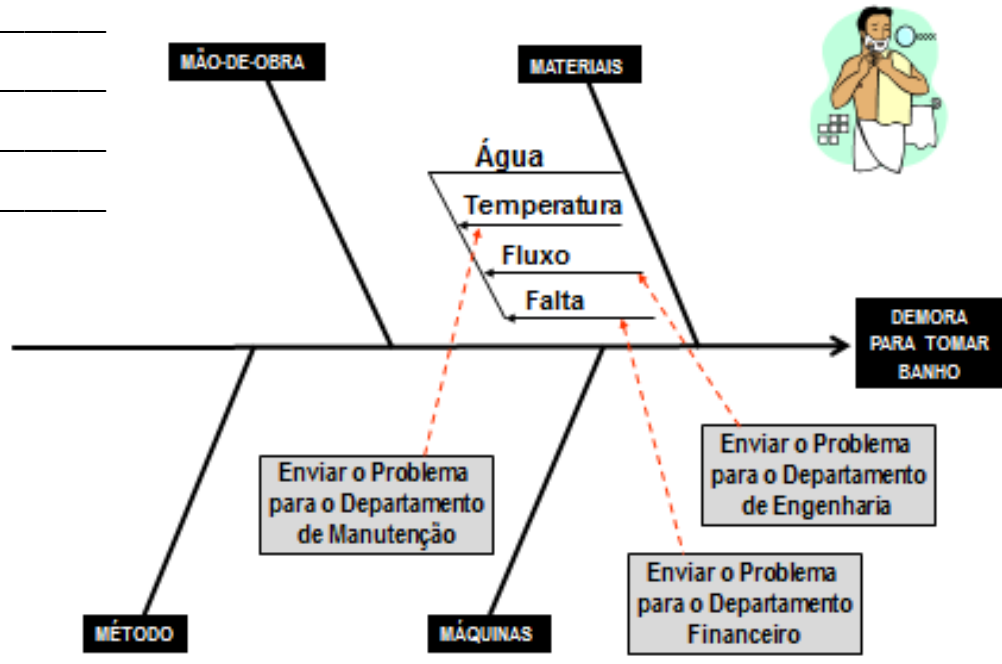 MÃO-DE-OBRA
MATERIAIS
Água
Temperatura
Fluxo
Falta
DEMORA
PARA TOMAR
BANHO
Enviar o Problema
para o Departamento
de Manutenção
Enviar o Problema
para o Departamento
de Engenharia
Enviar o Problema
para o Departamento
Financeiro
MÉTODO
MÁQUINAS